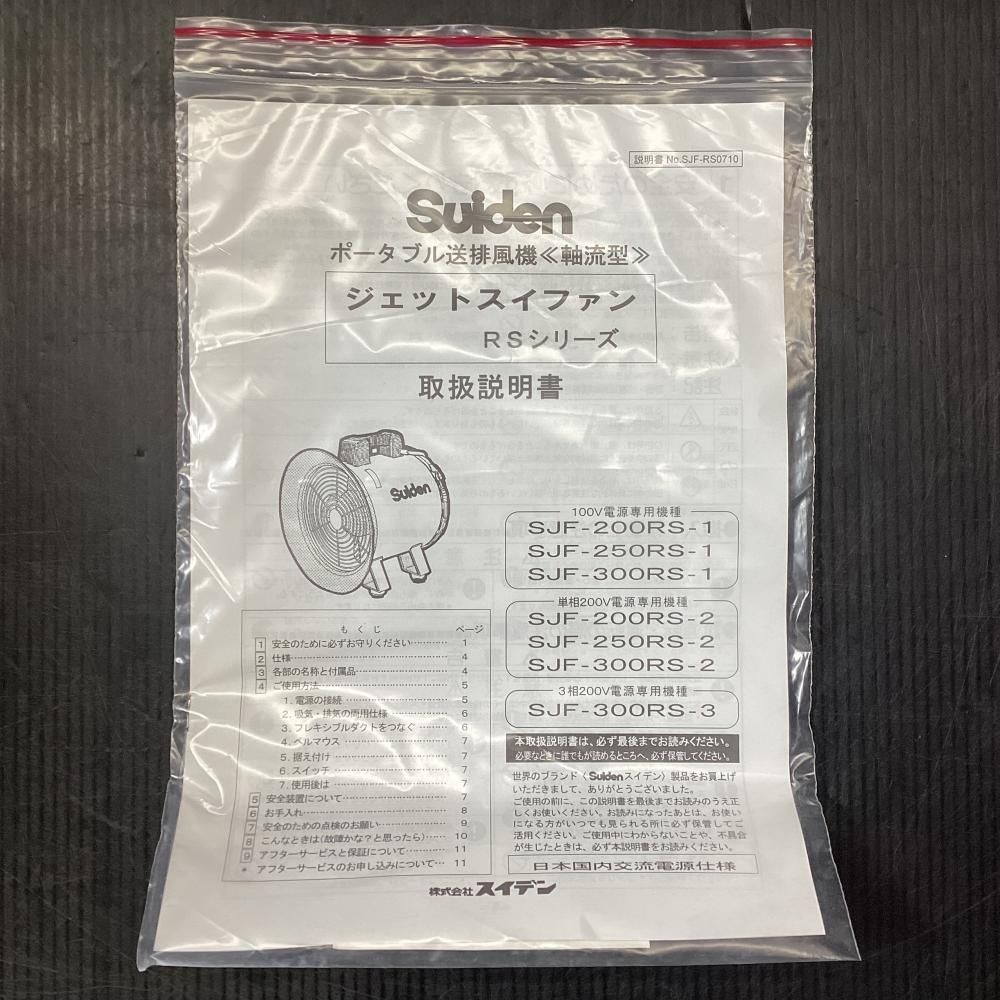 説明書 No.SJF-RS0710
Suiden
ポータブル送排風機≪軸流型≫
ジェットスイファン
RSシリーズ
取扱説明書
Suiden
100V電源専用機種
SJF-200RS-1
SJF-250RS-1
SJF-300RS-1
単相200V電源専用機種
SJF-200RS-2
SJF-250RS-2
SJF-300RS-2
3相200V電源専用機種
SJF-300RS-3
もくじ ページ
1 安全のために必ずお守りください………… 1
2 仕様…………………………………………… 4
3 各部の名称と付属品………………………… 4
4 ご使用方法…………………………………… 5
1. 電源の接続………………………………… 5
2. 吸気・排気の両用仕様…………………… 6
3. フレキシブルダクトをつなぐ…………… 6
4. ベルマウス………………………………… 7
5. 据え付け…………………………………… 7
6. スイッチ…………………………………… 7
7. 使用後は…………………………………… 7
5 安全装置について…………………………… 7
6 お手入れ……………………………………… 8
7 安全のための点検のお願い………………… 9
8 こんなときは(故障かな?と思ったら)…… 10
9 アフターサービスと保証について………… 11
* アフターサービスのお申し込みについて… 11
本取扱説明書は、必ず最後までお読みください。
必要なときに誰でもが読めるところへ、必ず保管してください。
世界のブランド〈Suidenスイデン〉製品をお買上げ
いただきまして、ありがとうございました。
ご使用の前に、この説明書を最後までお読みのうえ正
しくお使いください。お読みになったあとは、お使い
になる方がいつでも見られる所に必ず保管してご
活用ください。ご使用中にわからないことや、不具合
が生じたときは、必ず本説明書をお読みください。
日本国内交流電源仕様
株式会社スイデン